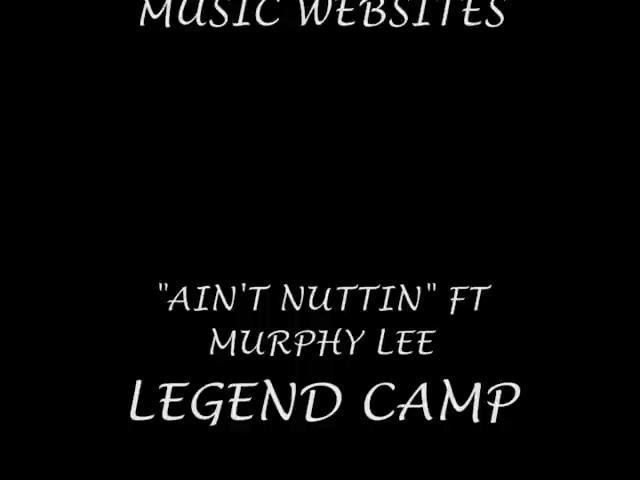 MUSIC WEBSITES
"AIN'T NUTTIN" FT
MURPHY LEE
LEGEND CAMP